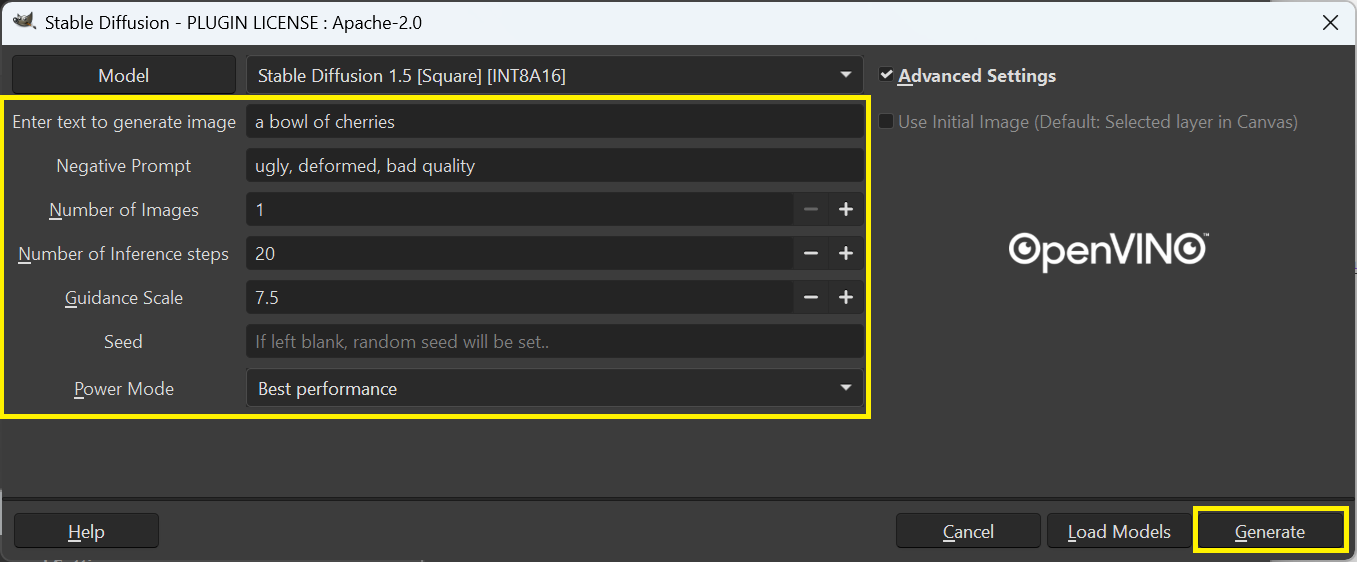 Stable Diffusion - PLUGIN LICENSE : Apache-2.0
Model
Stable Diffusion 1.5 [Square] [INT8A16]
Advanced Settings
Enter text to generate image
a bowl of cherries
Use Initial Image (Default: Selected layer in Canvas)
Negative Prompt
ugly, deformed, bad quality
Number of Images
1
Number of Inference steps
20
OpenVINO™
Guidance Scale
7.5
Seed
If left blank, random seed will be set..
Power Mode
Best performance
Help
Cancel
Load Models
Generate